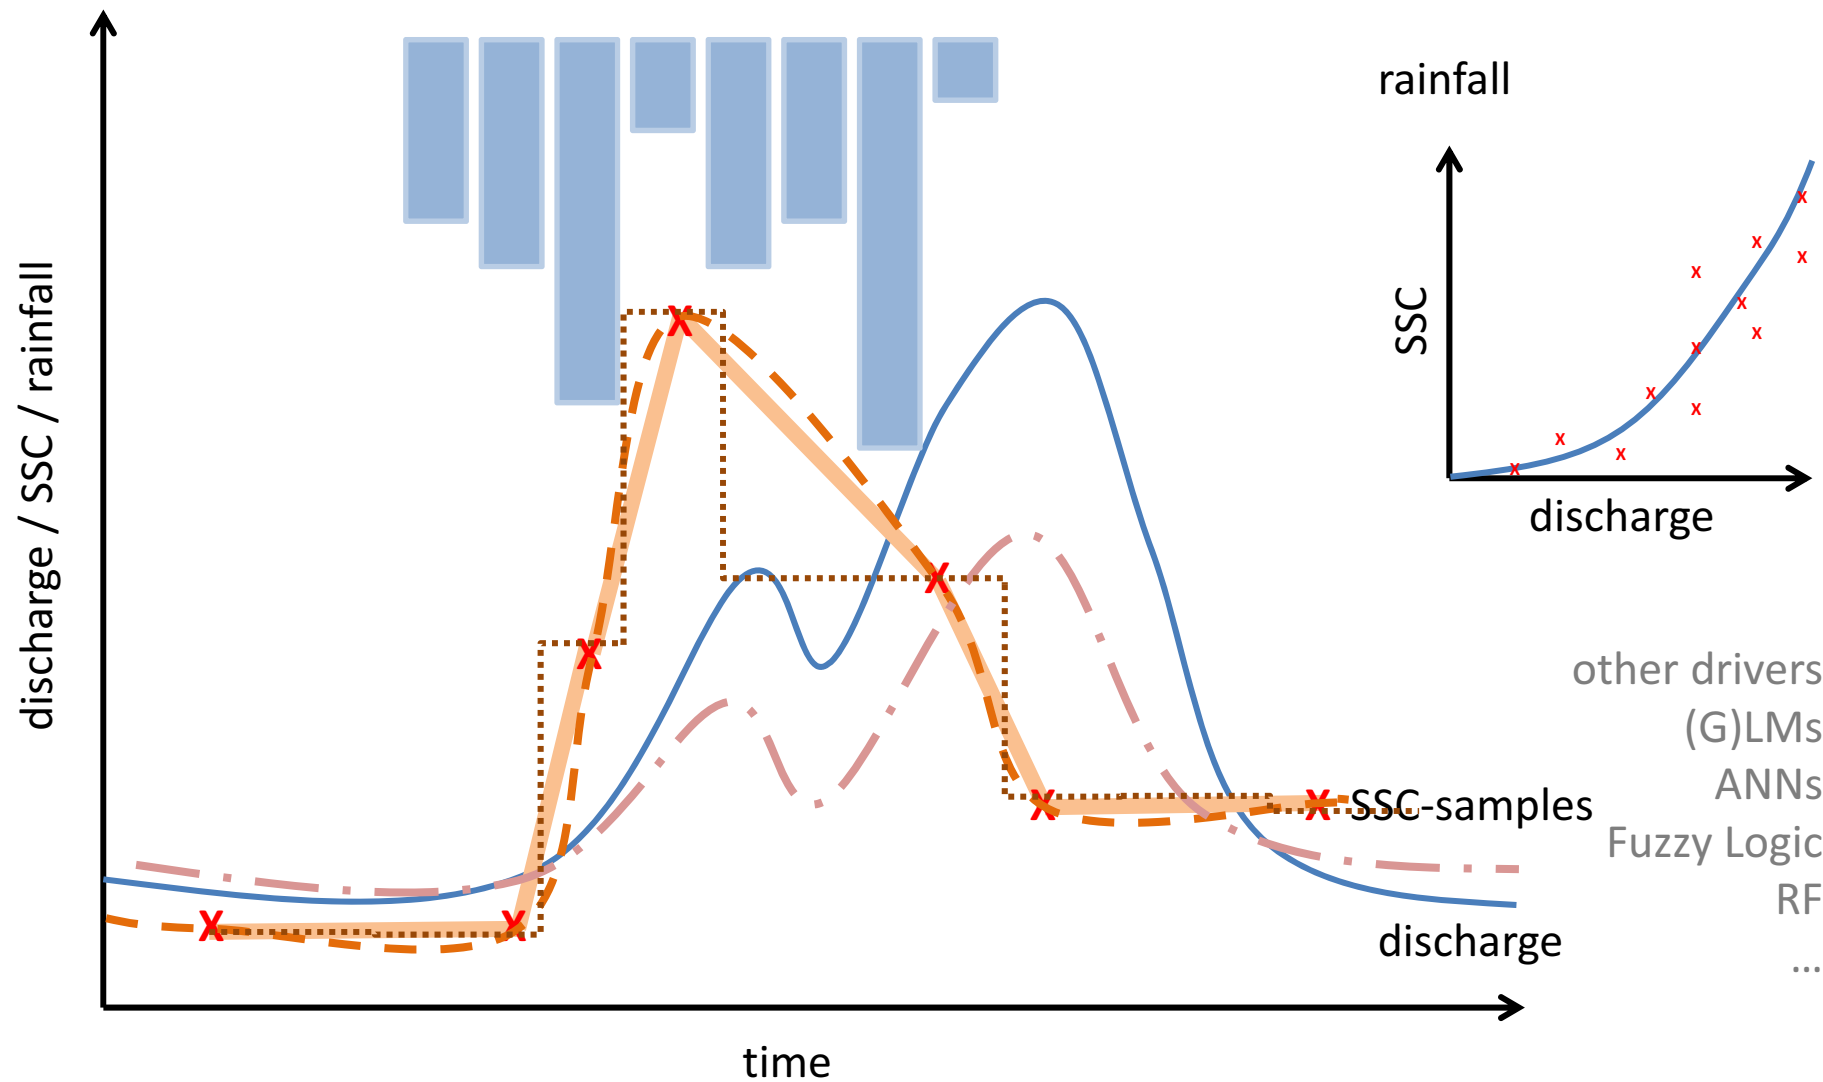 discharge / SSC / rainfall
rainfall
SSC
discharge
other drivers
(G)LMs
ANNs
SSC-samples
Fuzzy Logic
RF
discharge
...
time